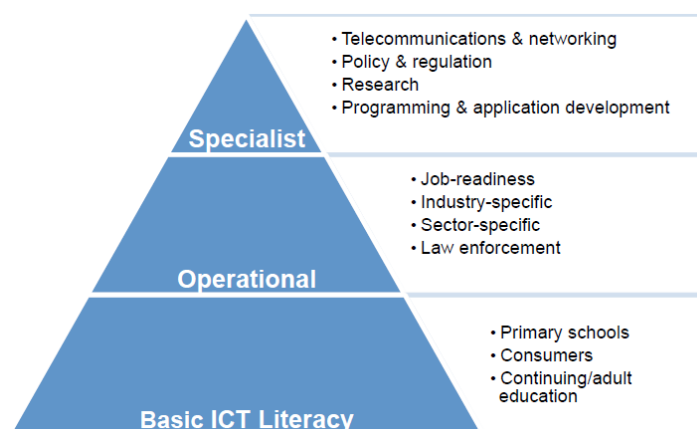 • Telecommunications & networking
• Policy & regulation
• Research
• Programming & application development
Specialist
• Job-readiness
• Industry-specific
• Sector-specific
• Law enforcement
Operational
• Primary schools
• Consumers
• Continuing/adult
education
Basic ICT Literacy